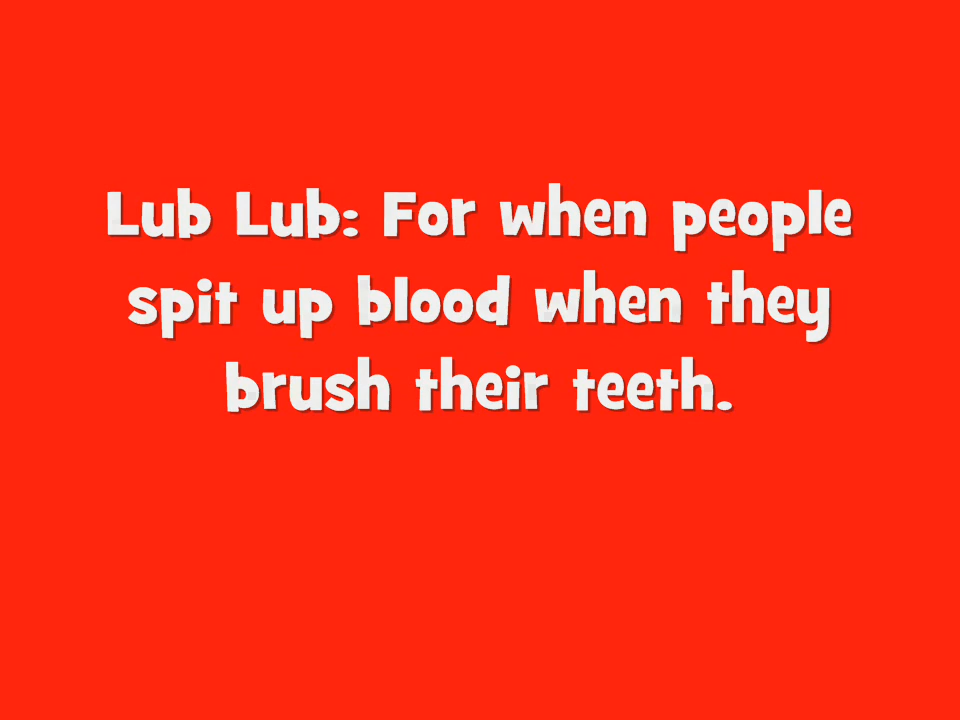 Lub Lub: For when people
spit up blood when they
brush their teeth.